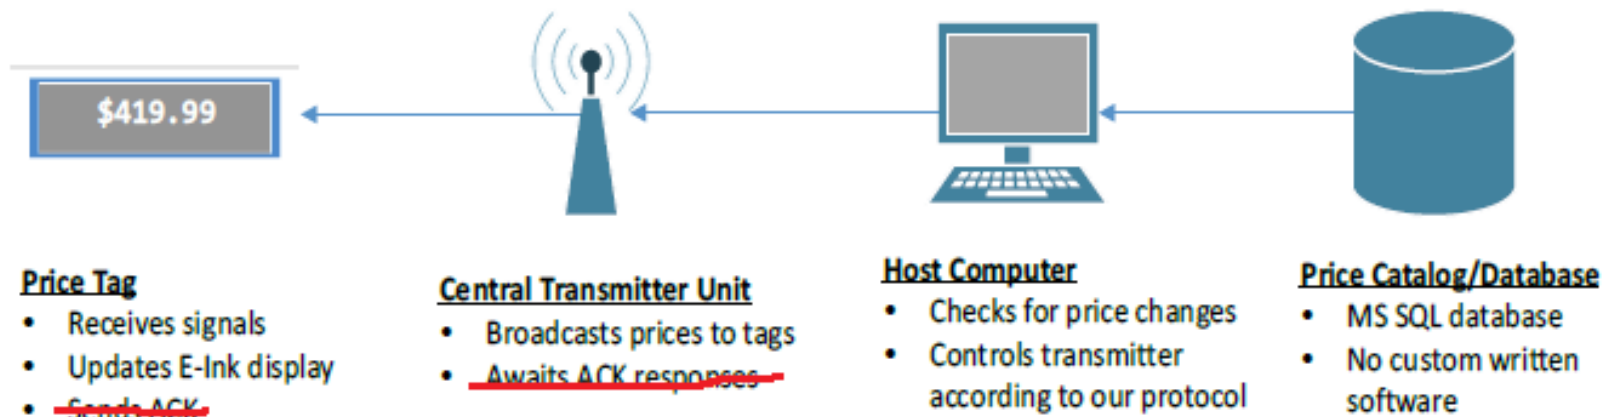 $419.99
Price Tag
• Receives signals
• Updates E-Ink display
• Sends ACK
Central Transmitter Unit
• Broadcasts prices to tags
• Awaits ACK responses
Host Computer
• Checks for price changes
• Controls transmitter
according to our protocol
Price Catalog/Database
• MS SQL database
• No custom written
software